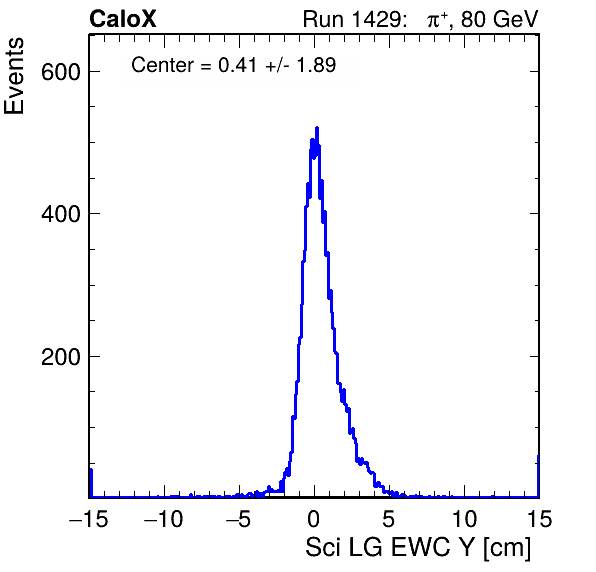 CaloX Run 1429: π⁺, 80 GeV
Events
Center = 0.41 +/- 1.89
600
400
200
−15 −10 −5 0 5 10 15
Sci LG EWC Y [cm]